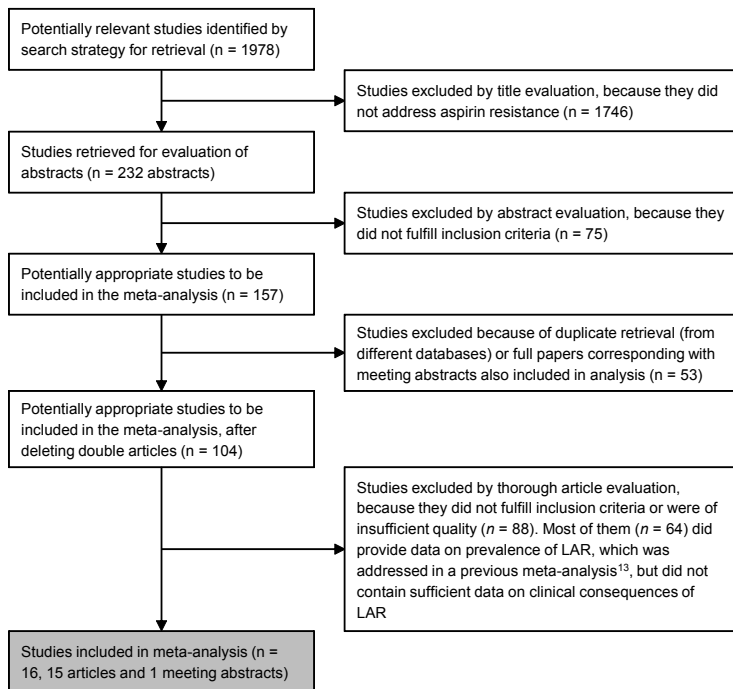 Potentially relevant studies identified by
search strategy for retrieval (n = 1978)
Studies excluded by title evaluation, because they did
not address aspirin resistance (n = 1746)
Studies retrieved for evaluation of
abstracts (n = 232 abstracts)
Studies excluded by abstract evaluation, because they
did not fulfill inclusion criteria (n = 75)
Potentially appropriate studies to be
included in the meta-analysis (n = 157)
Studies excluded because of duplicate retrieval (from
different databases) or full papers corresponding with
meeting abstracts also included in analysis (n = 53)
Potentially appropriate studies to be
included in the meta-analysis, after
deleting double articles (n = 104)
Studies excluded by thorough article evaluation,
because they did not fulfill inclusion criteria or were of
insufficient quality (n = 88). Most of them (n = 64) did
provide data on prevalence of LAR, which was
addressed in a previous meta-analysis¹³, but did not
contain sufficient data on clinical consequences of
LAR
Studies included in meta-analysis (n =
16, 15 articles and 1 meeting abstracts)